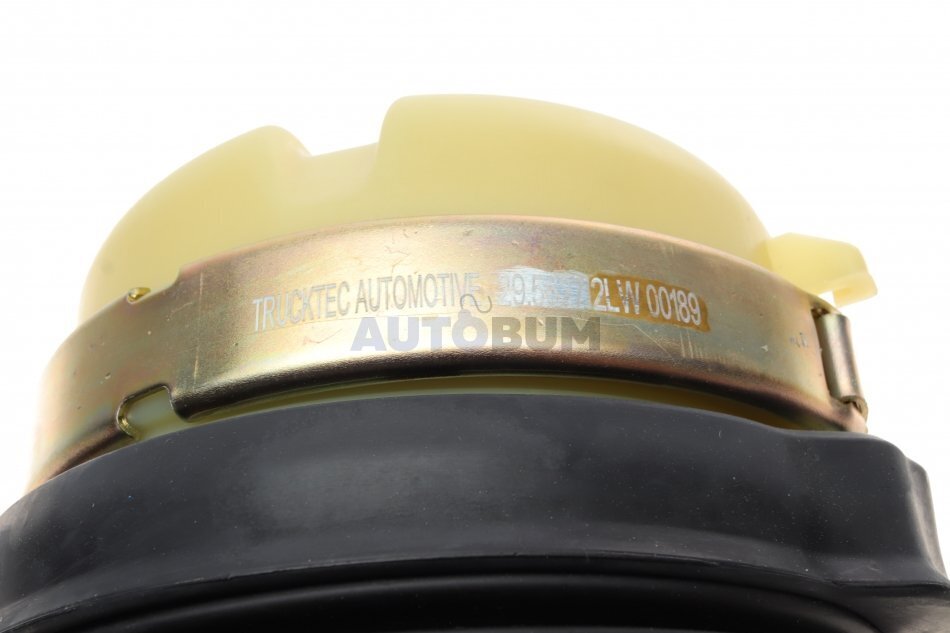 TRUCKTEC AUTOMOTIVE 2LW 00189
AUTOBUM